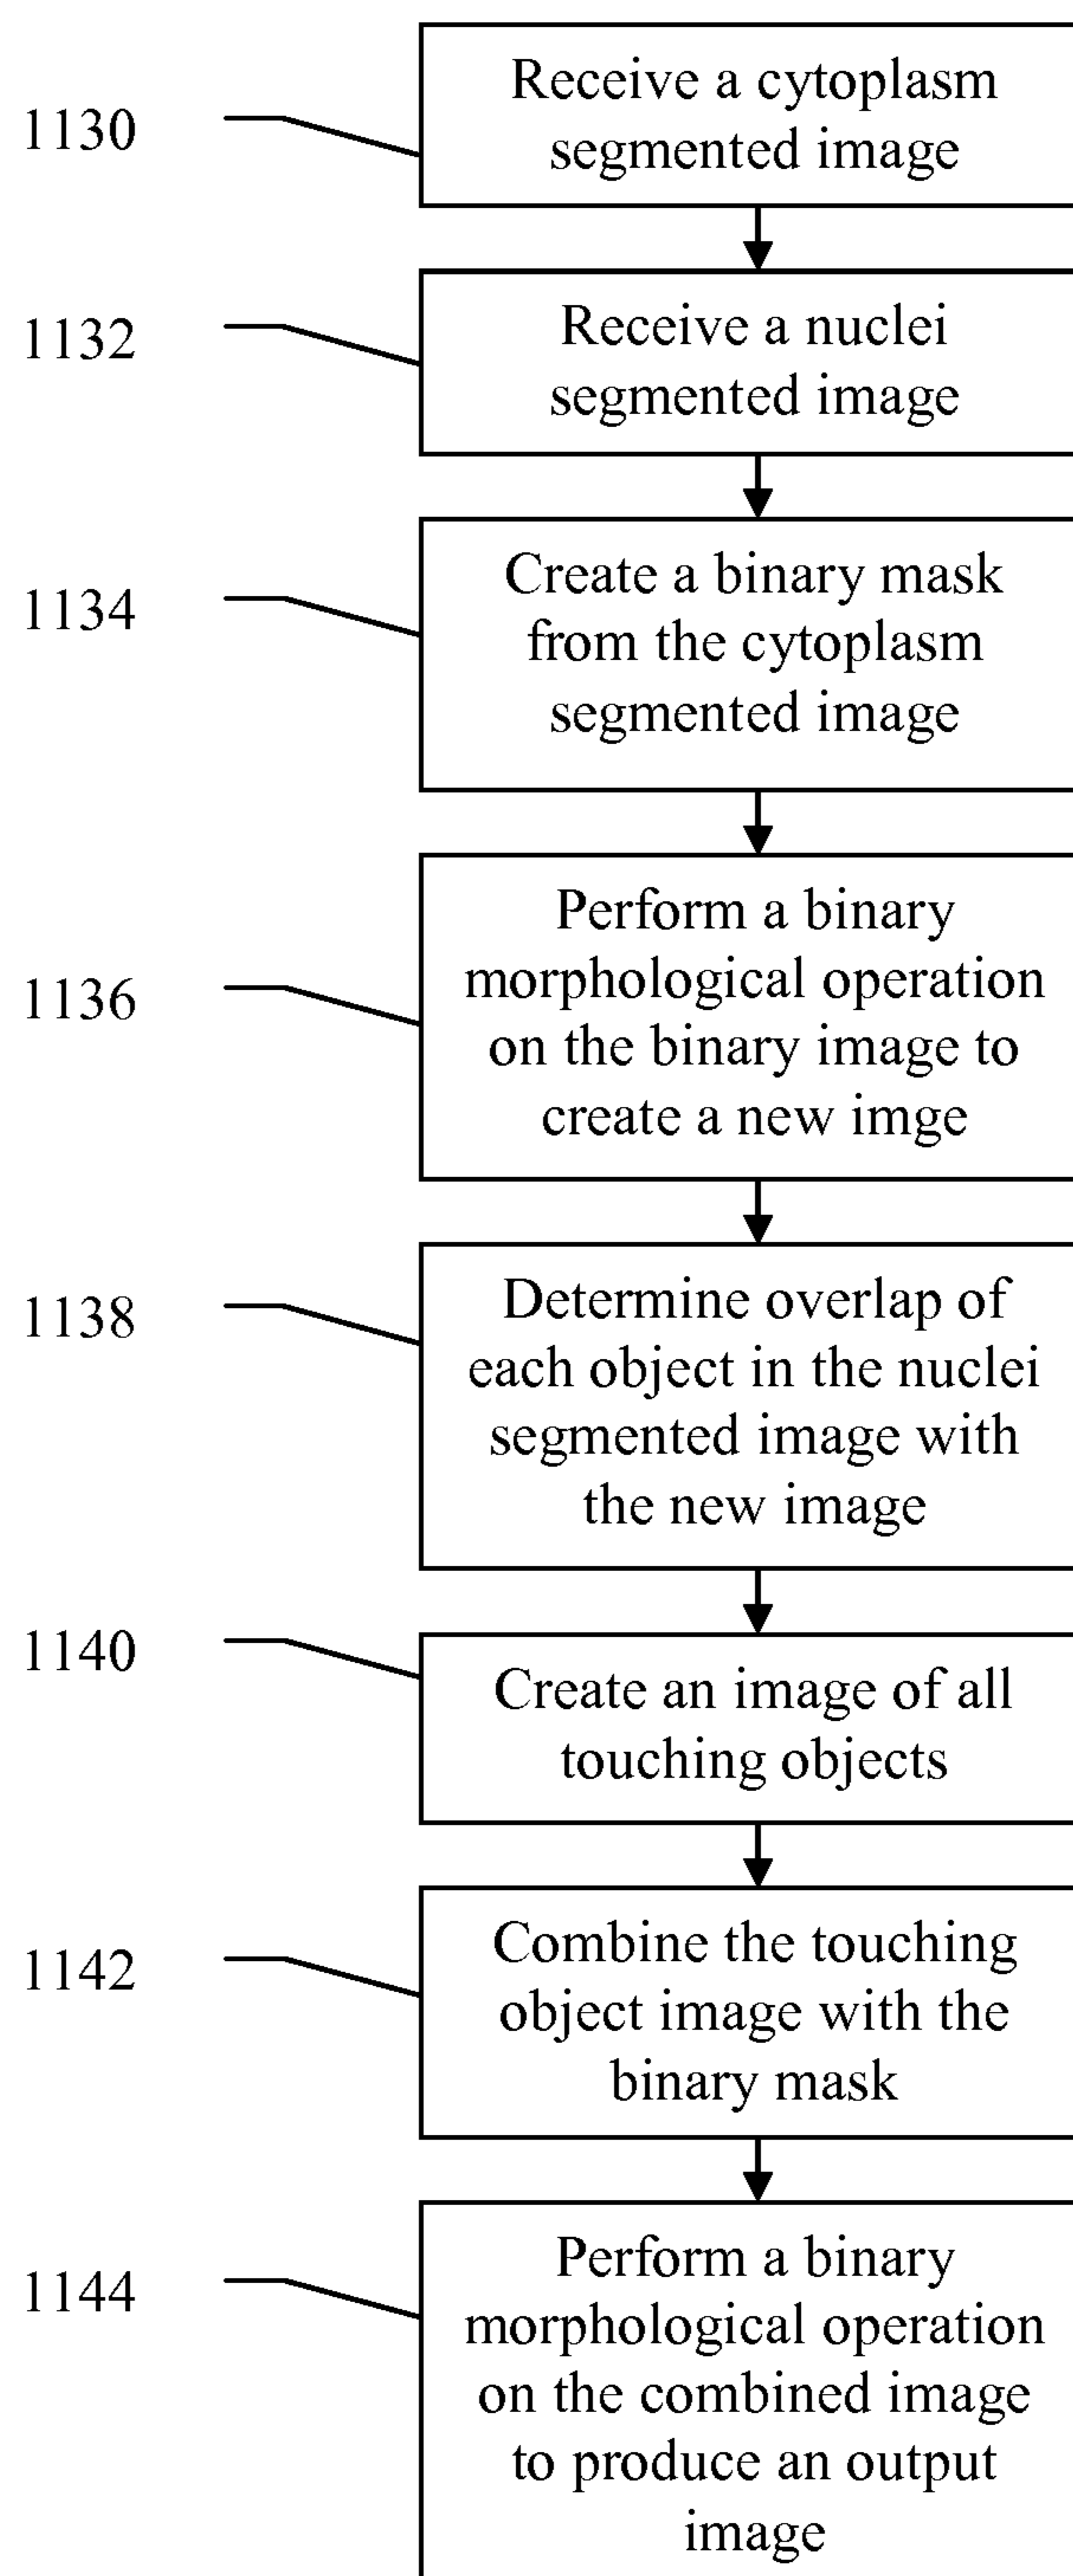 1130
Receive a cytoplasm
segmented image
1132
Receive a nuclei
segmented image
1134
Create a binary mask
from the cytoplasm
segmented image
1136
Perform a binary
morphological operation
on the binary image to
create a new imge
1138
Determine overlap of
each object in the nuclei
segmented image with
the new image
1140
Create an image of all
touching objects
1142
Combine the touching
object image with the
binary mask
1144
Perform a binary
morphological operation
on the combined image
to produce an output
image